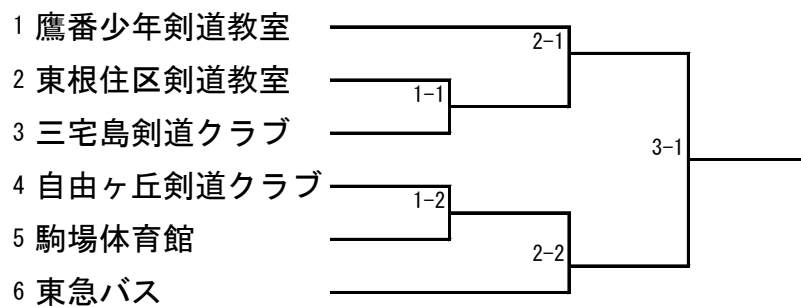 1 鷹番少年剣道教室
2-1
2 東根住区剣道教室
1-1
3 三宅島剣道クラブ
3-1
4 自由ヶ丘剣道クラブ
1-2
5 駒場体育館
2-2
6 東急バス